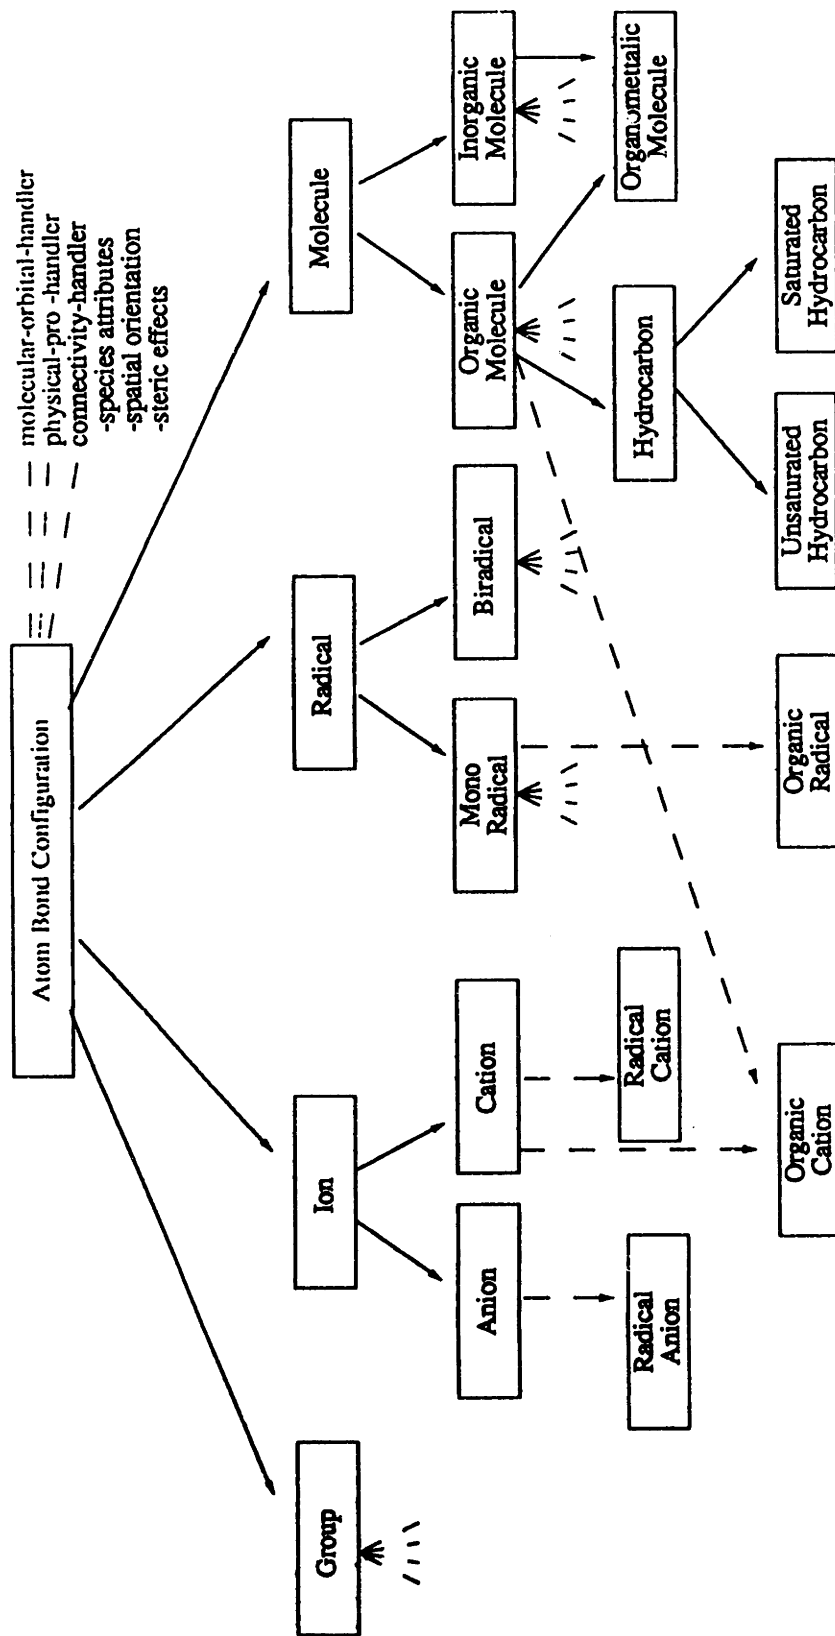 Atom Bond Configuration
molecular-orbital-handler
physical-pro -handler
connectivity-handler
-species attributes
-spatial orientation
-steric effects
Group
Ion
Radical
Molecule
Anion
Cation
Mono
Radical
Biradical
Organic
Molecule
Inorganic
Molecule
Radical
Anion
Radical
Cation
Hydrocarbon
Organomettalic
Molecule
Organic
Cation
Organic
Radical
Unsaturated
Hydrocarbon
Saturated
Hydrocarbon